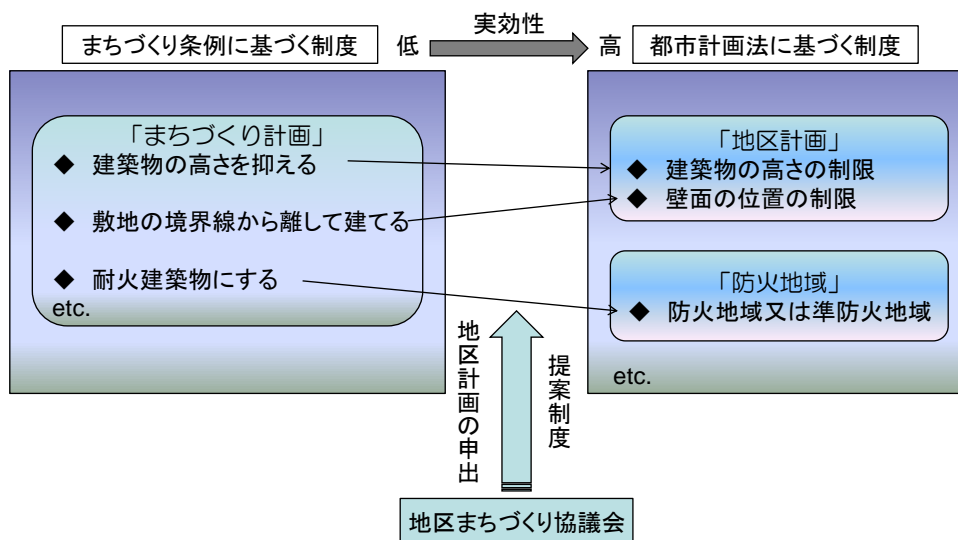 まちづくり条例に基づく制度
低
実効性
高
都市計画法に基づく制度
「まちづくり計画」
◆ 建築物の高さを抑える
◆ 敷地の境界線から離して建てる
◆ 耐火建築物にする
etc.
「地区計画」
◆ 建築物の高さの制限
◆ 壁面の位置の制限
「防火地域」
◆ 防火地域又は準防火地域
etc.
地区計画の申出
提案制度
地区まちづくり協議会